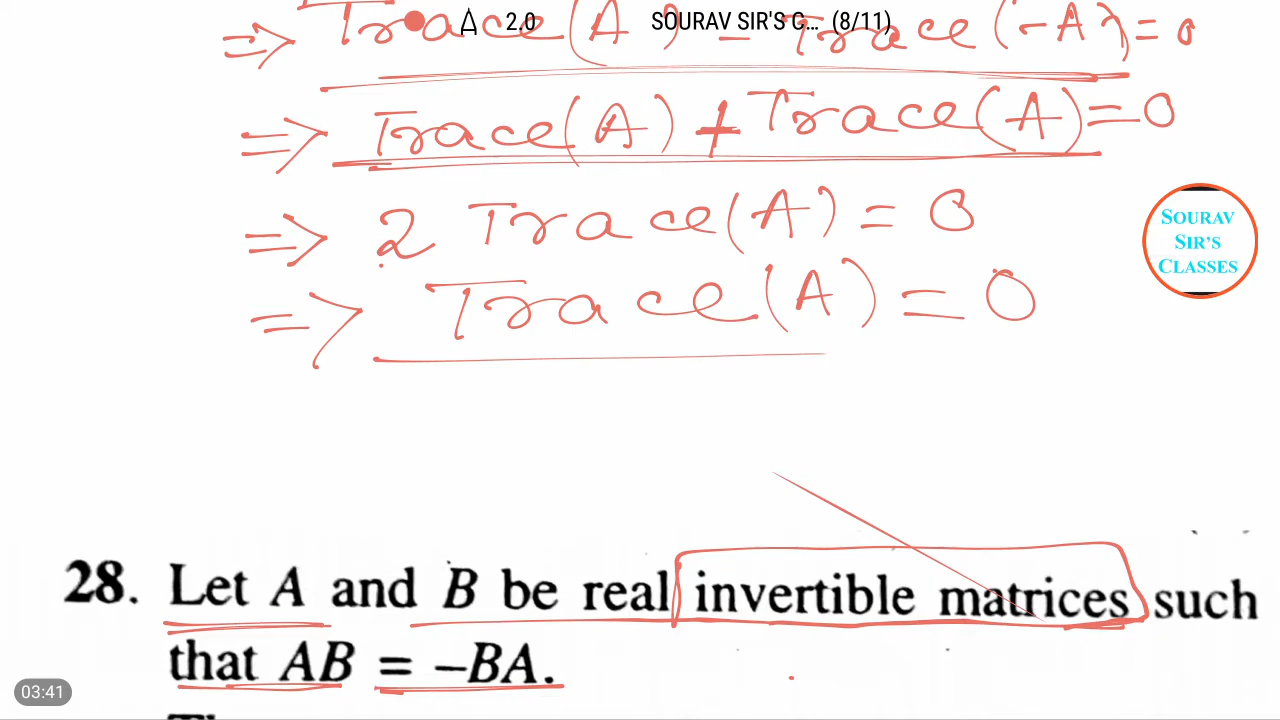 Δ 2.0 SOURAV SIR'S C... (8/11)
=> Trace(A) - Trace(-A) = 0
=> Trace(A) + Trace(A) = 0
=> 2 Trace(A) = 0
=> Trace(A) = 0
SOURAV
SIR'S
CLASSES
28. Let A and B be real invertible matrices such
that AB = -BA.
03:41